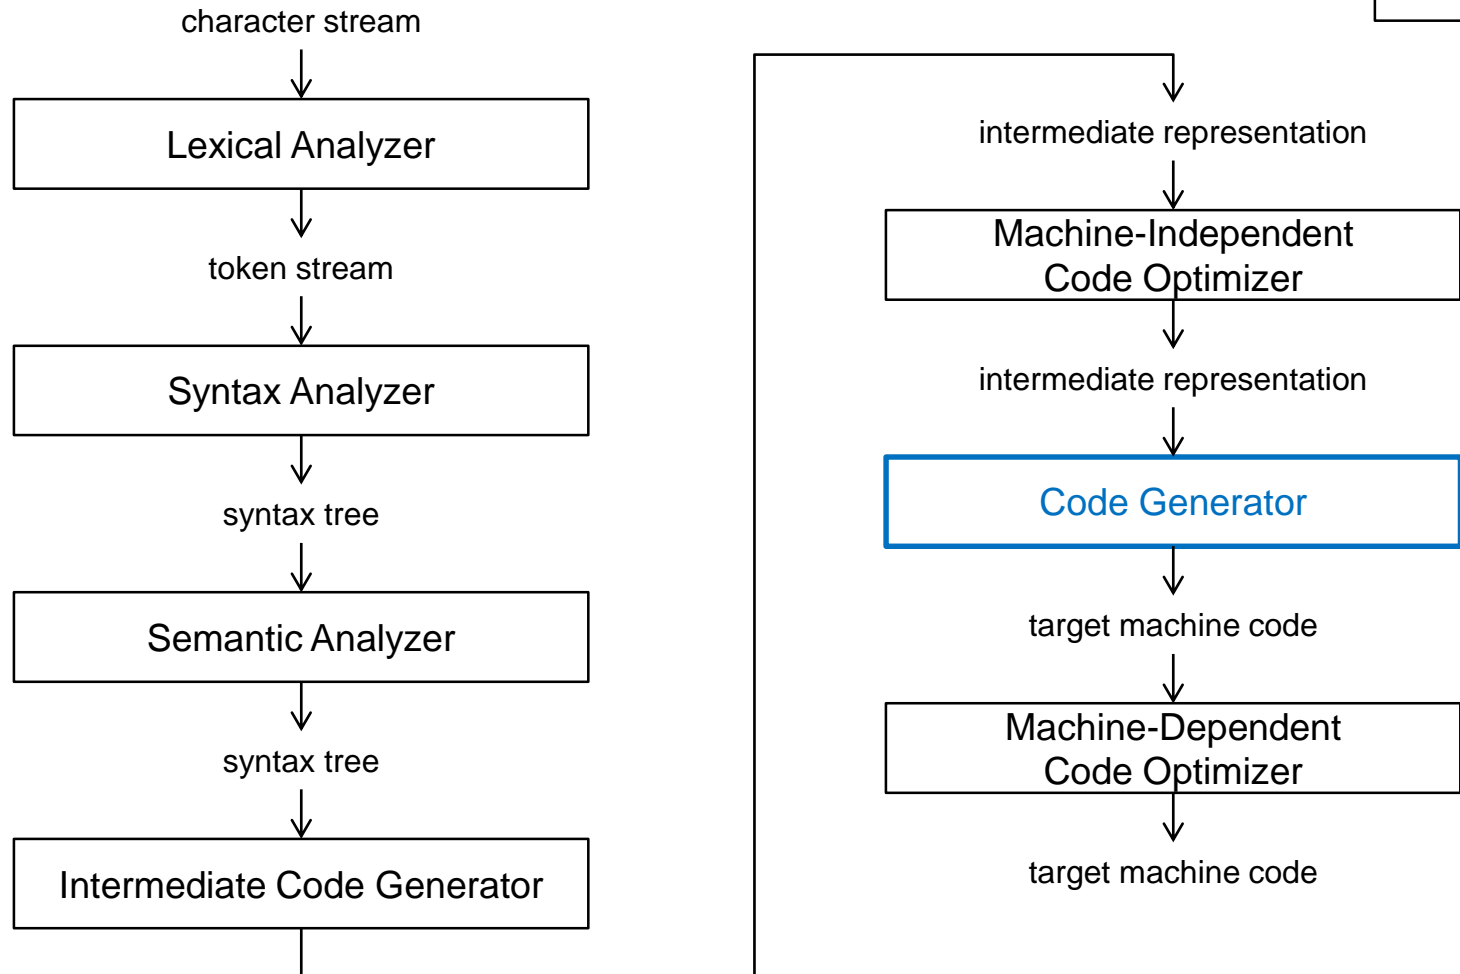 character stream
Lexical Analyzer
token stream
Syntax Analyzer
syntax tree
Semantic Analyzer
syntax tree
Intermediate Code Generator
intermediate representation
Machine-Independent
Code Optimizer
intermediate representation
Code Generator
target machine code
Machine-Dependent
Code Optimizer
target machine code